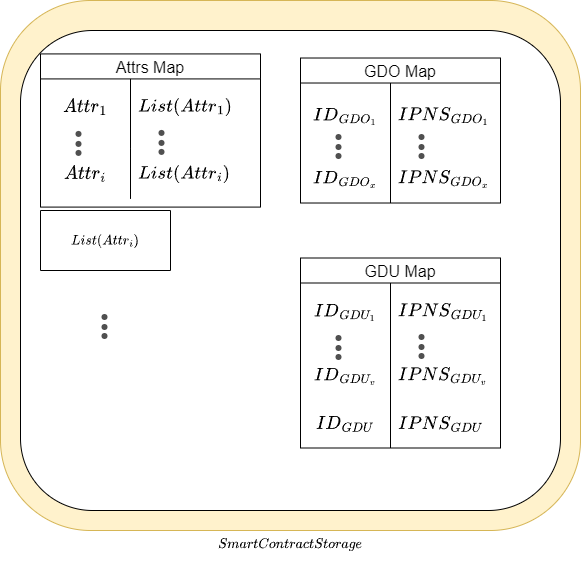 Attrs Map
Attr_1 List(Attr_1)
Attr_i List(Attr_i)
List(Attr_i)
GDO Map
ID_{GDO_1} IPNS_{GDO_1}
ID_{GDO_x} IPNS_{GDO_x}
GDU Map
ID_{GDU_1} IPNS_{GDU_1}
ID_{GDU_v} IPNS_{GDU_v}
ID_{GDU} IPNS_{GDU}
SmartContractStorage